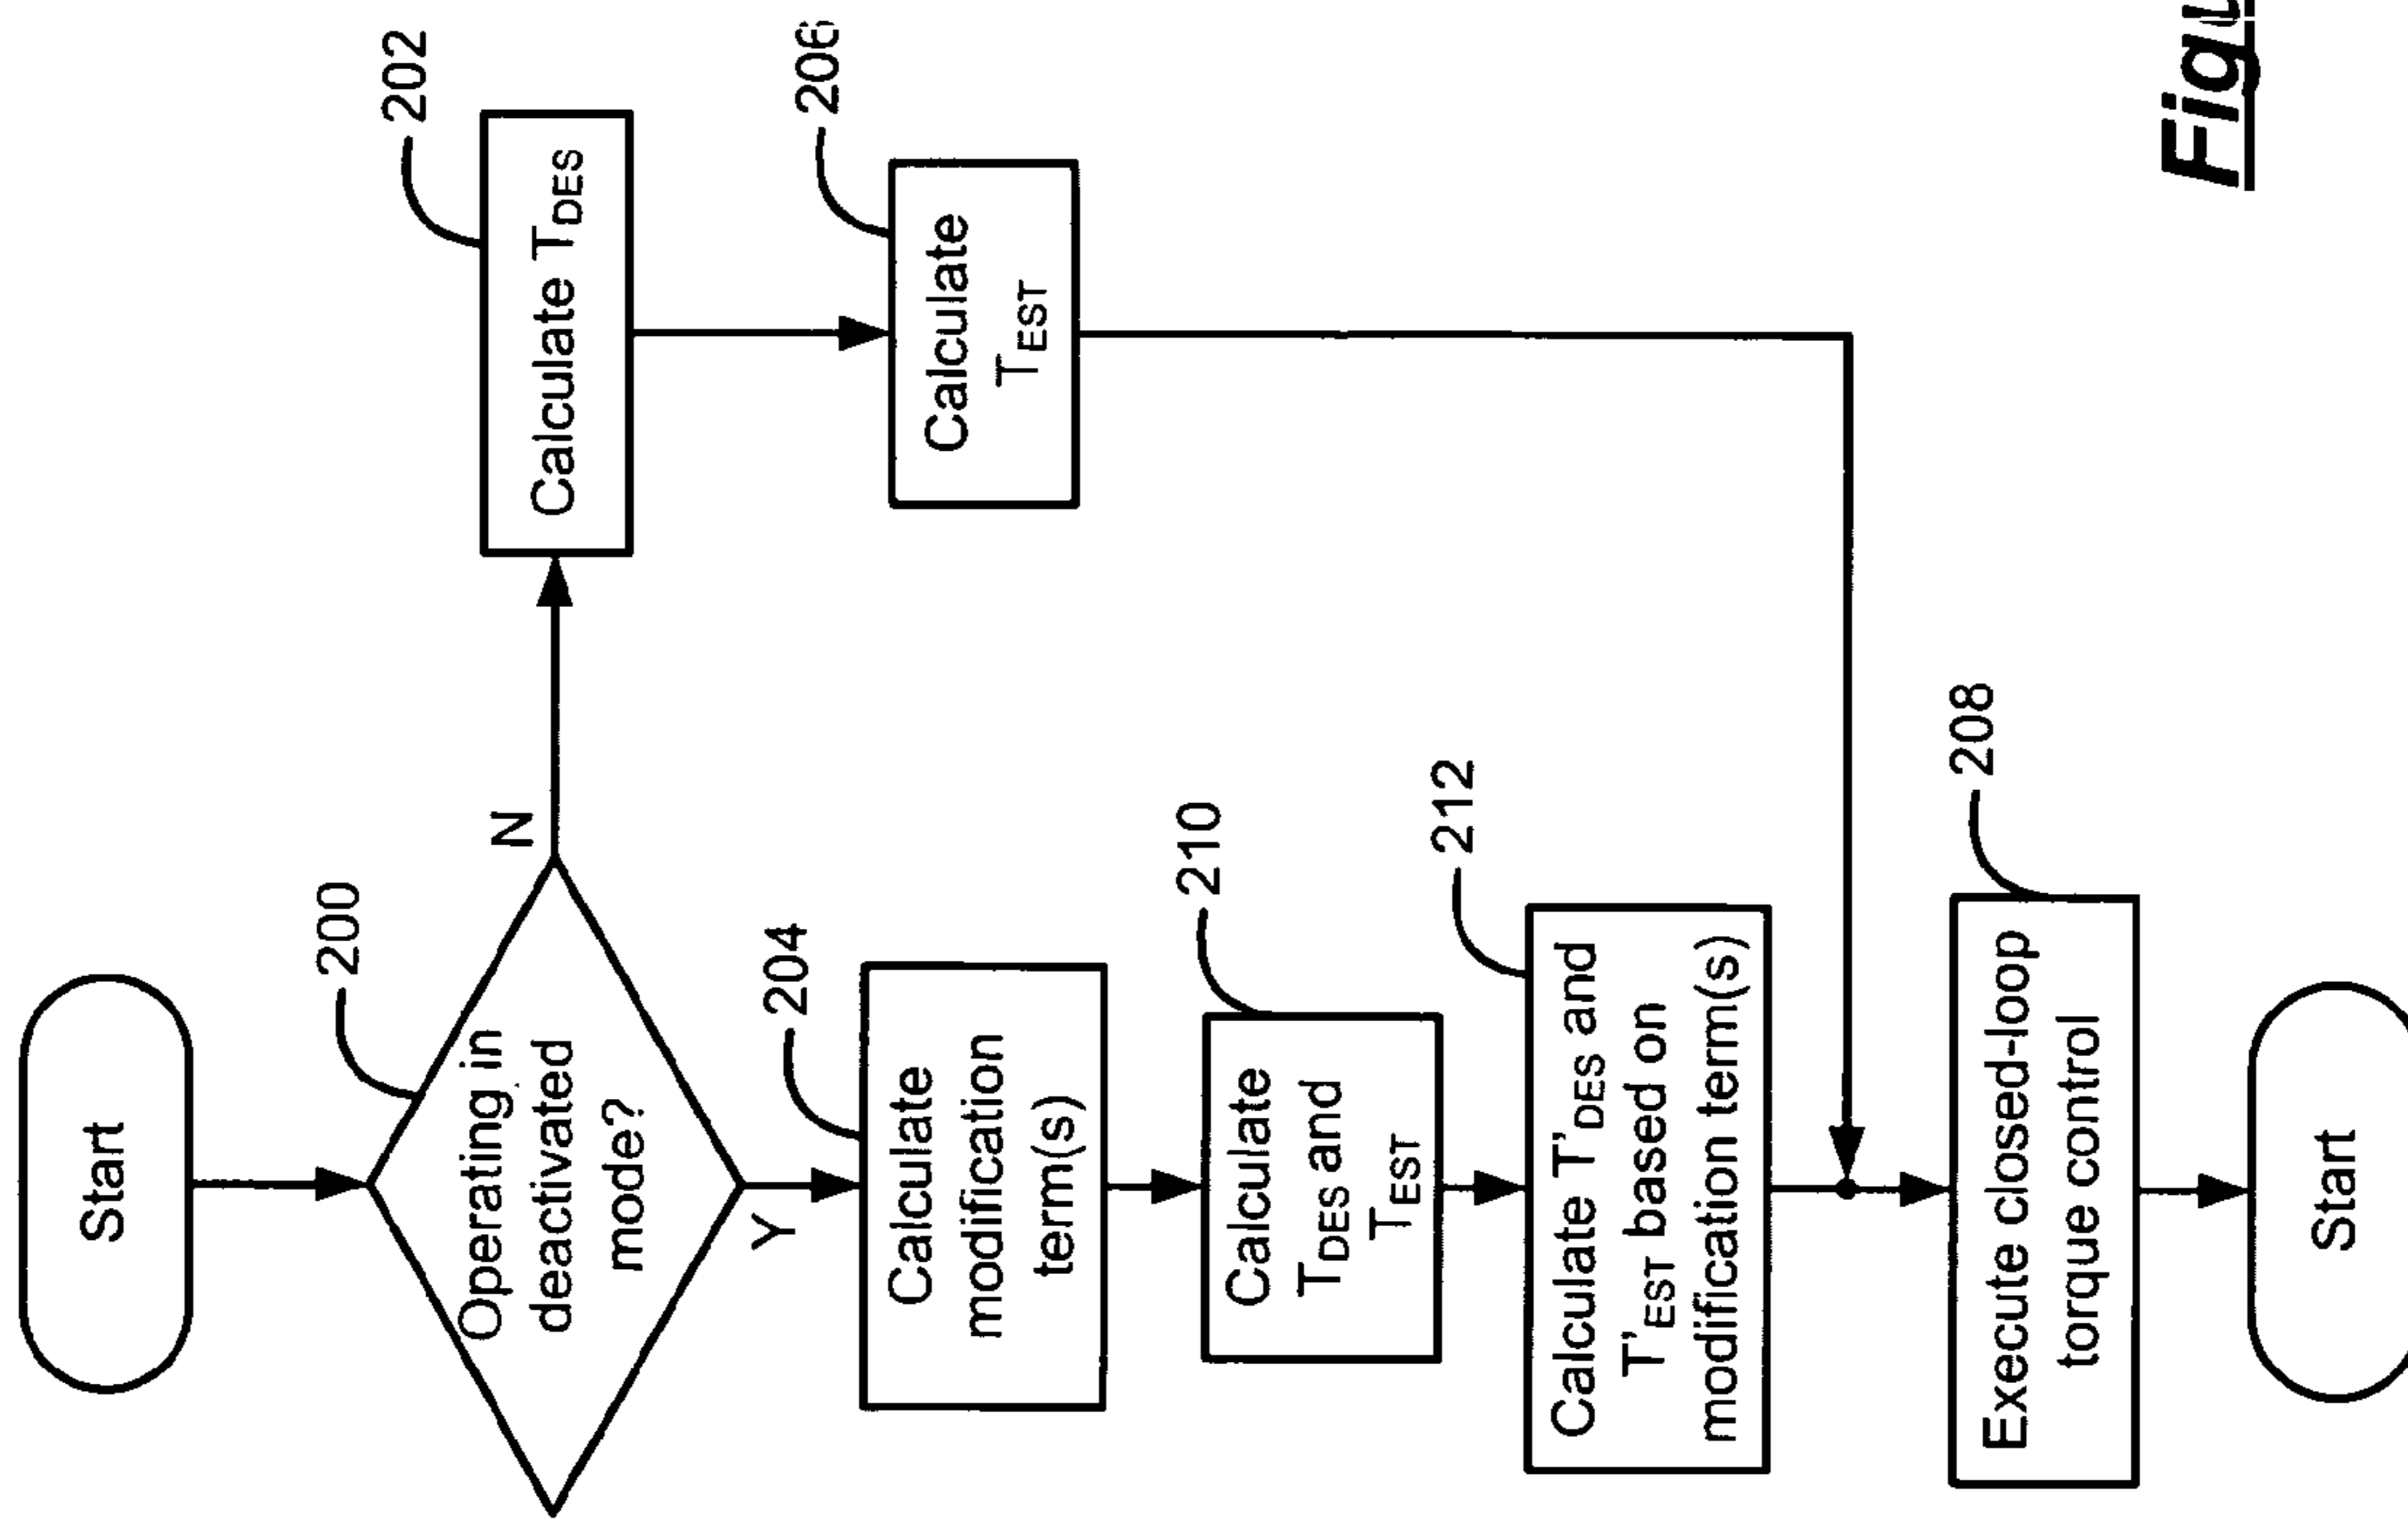 Start
200
Operating in
deactivated
mode?
N
Y
202
Calculate T_DES
206
Calculate
T_EST
204
Calculate
modification
term(s)
210
Calculate
T_DES and
T_EST
212
Calculate T'_DES and
T'_EST based on
modification term(s)
208
Execute closed-loop
torque control
Start